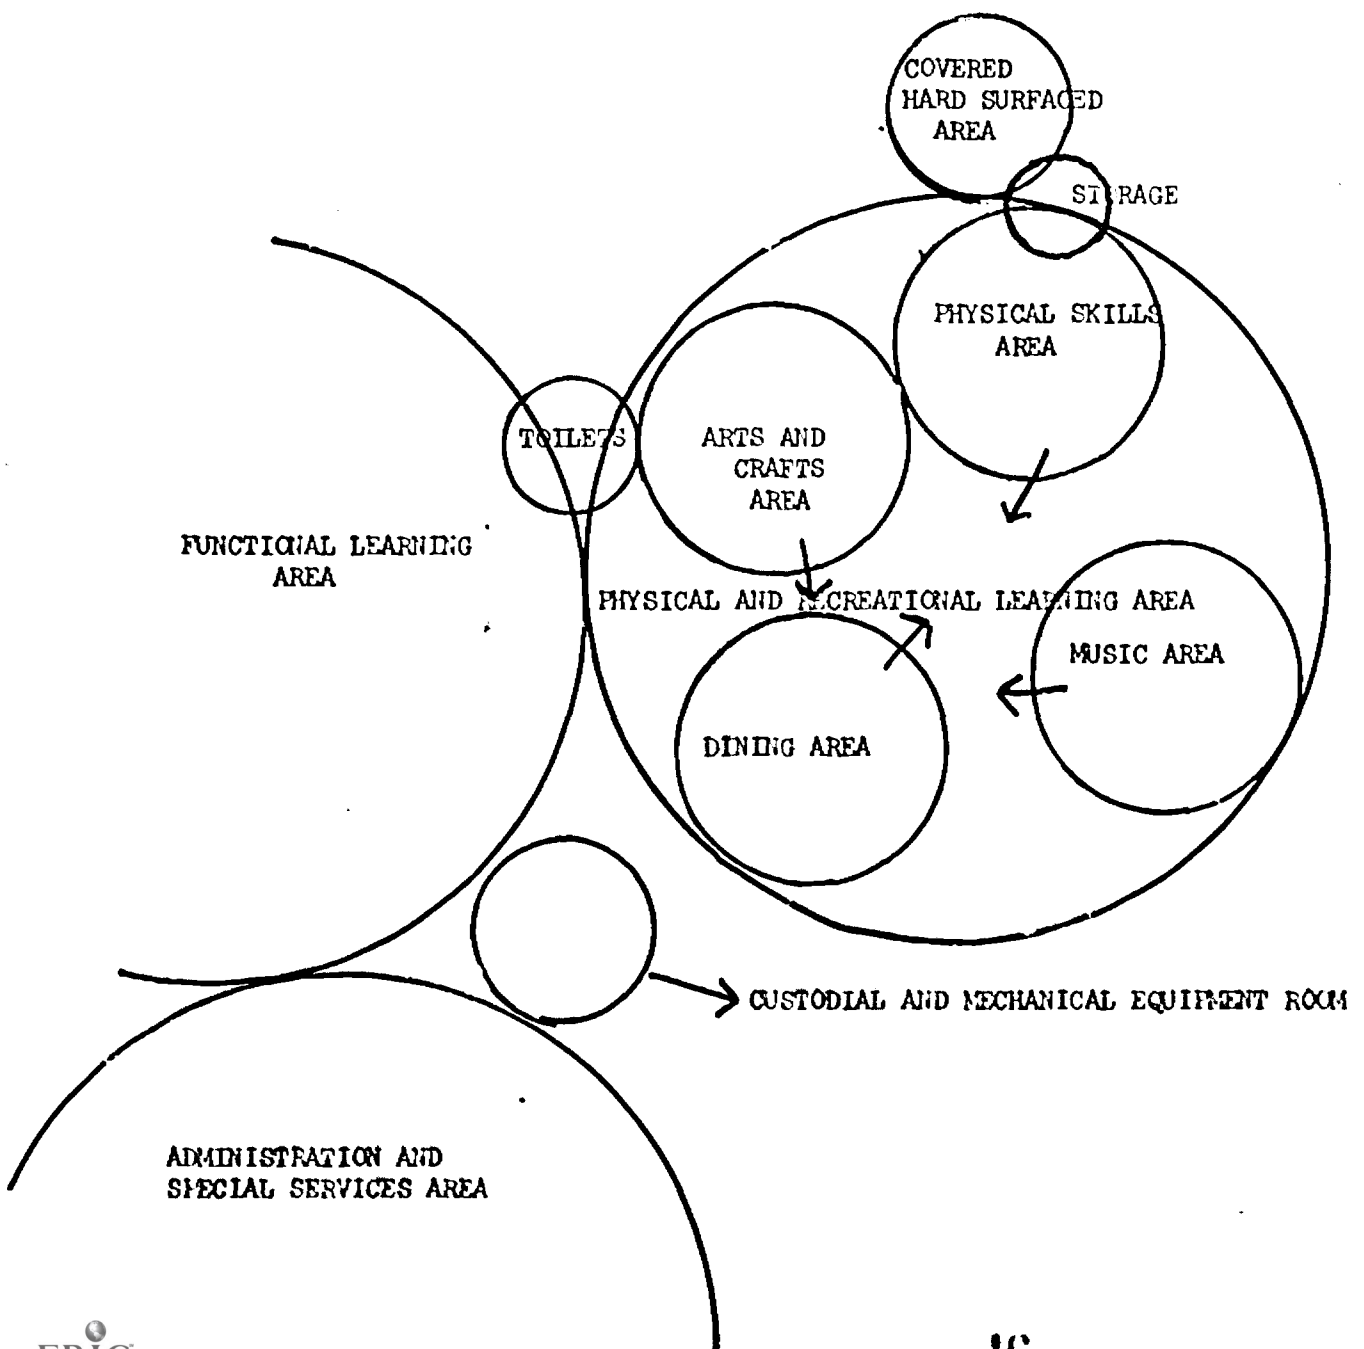 COVERED
HARD SURFACED
AREA
STORAGE
PHYSICAL SKILLS
AREA
TOILETS
ARTS AND
CRAFTS
AREA
FUNCTIONAL LEARNING
AREA
PHYSICAL AND RECREATIONAL LEARNING AREA
MUSIC AREA
DINING AREA
CUSTODIAL AND MECHANICAL EQUIPMENT ROOM
ADMINISTRATION AND
SPECIAL SERVICES AREA
ERIC